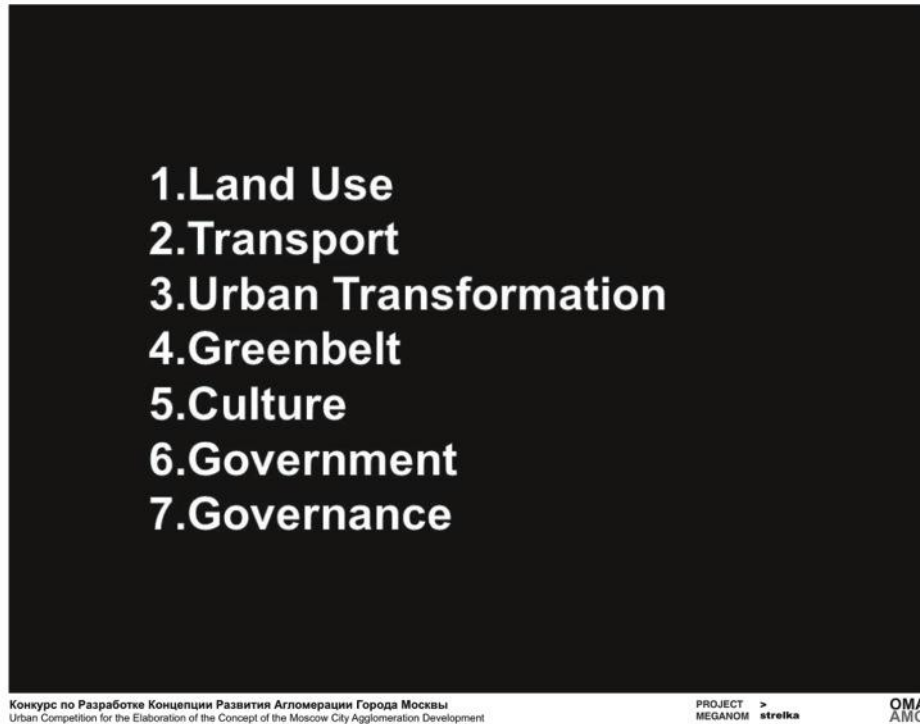 1.Land Use
2.Transport
3.Urban Transformation
4.Greenbelt
5.Culture
6.Government
7.Governance
Конкурс по Разработке Концепции Развития Агломерации Города Москвы
Urban Competition for the Elaboration of the Concept of the Moscow City Agglomeration Development
PROJECT
MEGANOM
>
strelka